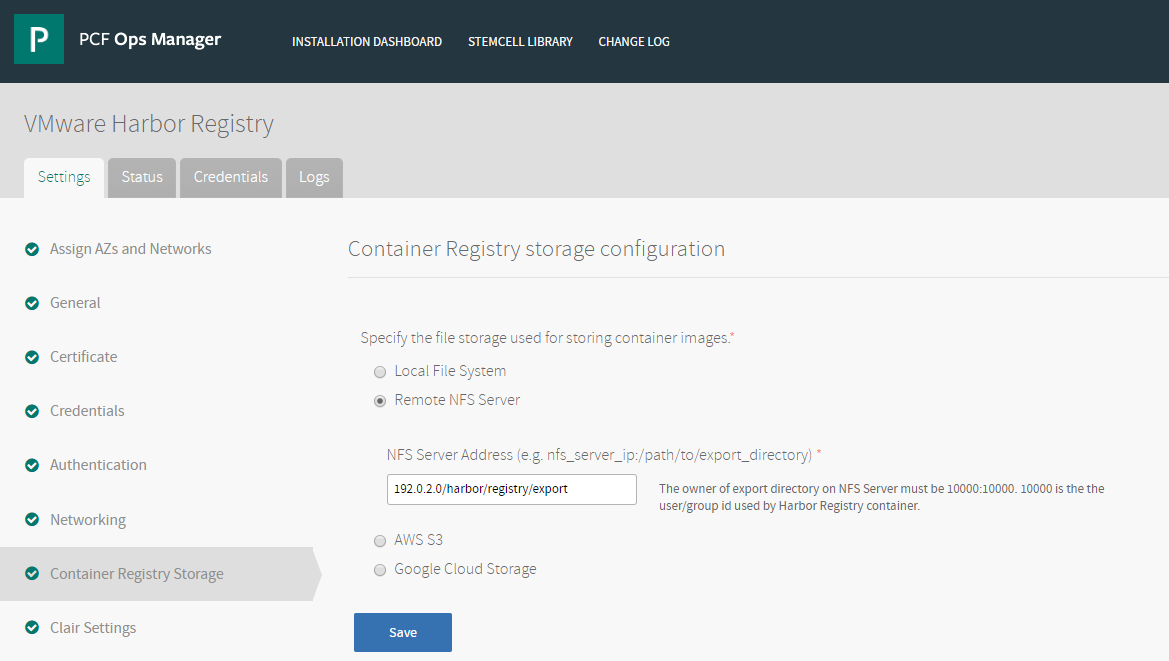 P
PCF Ops Manager
INSTALLATION DASHBOARD
STEMCELL LIBRARY
CHANGE LOG
VMware Harbor Registry
Settings
Status
Credentials
Logs
Assign AZs and Networks
General
Certificate
Credentials
Authentication
Networking
Container Registry Storage
Clair Settings
Container Registry storage configuration
Specify the file storage used for storing container images.*
Local File System
Remote NFS Server
NFS Server Address (e.g. nfs_server_ip:/path/to/export_directory) *
192.0.2.0/harbor/registry/export
The owner of export directory on NFS Server must be 10000:10000. 10000 is the the
user/group id used by Harbor Registry container.
AWS S3
Google Cloud Storage
Save